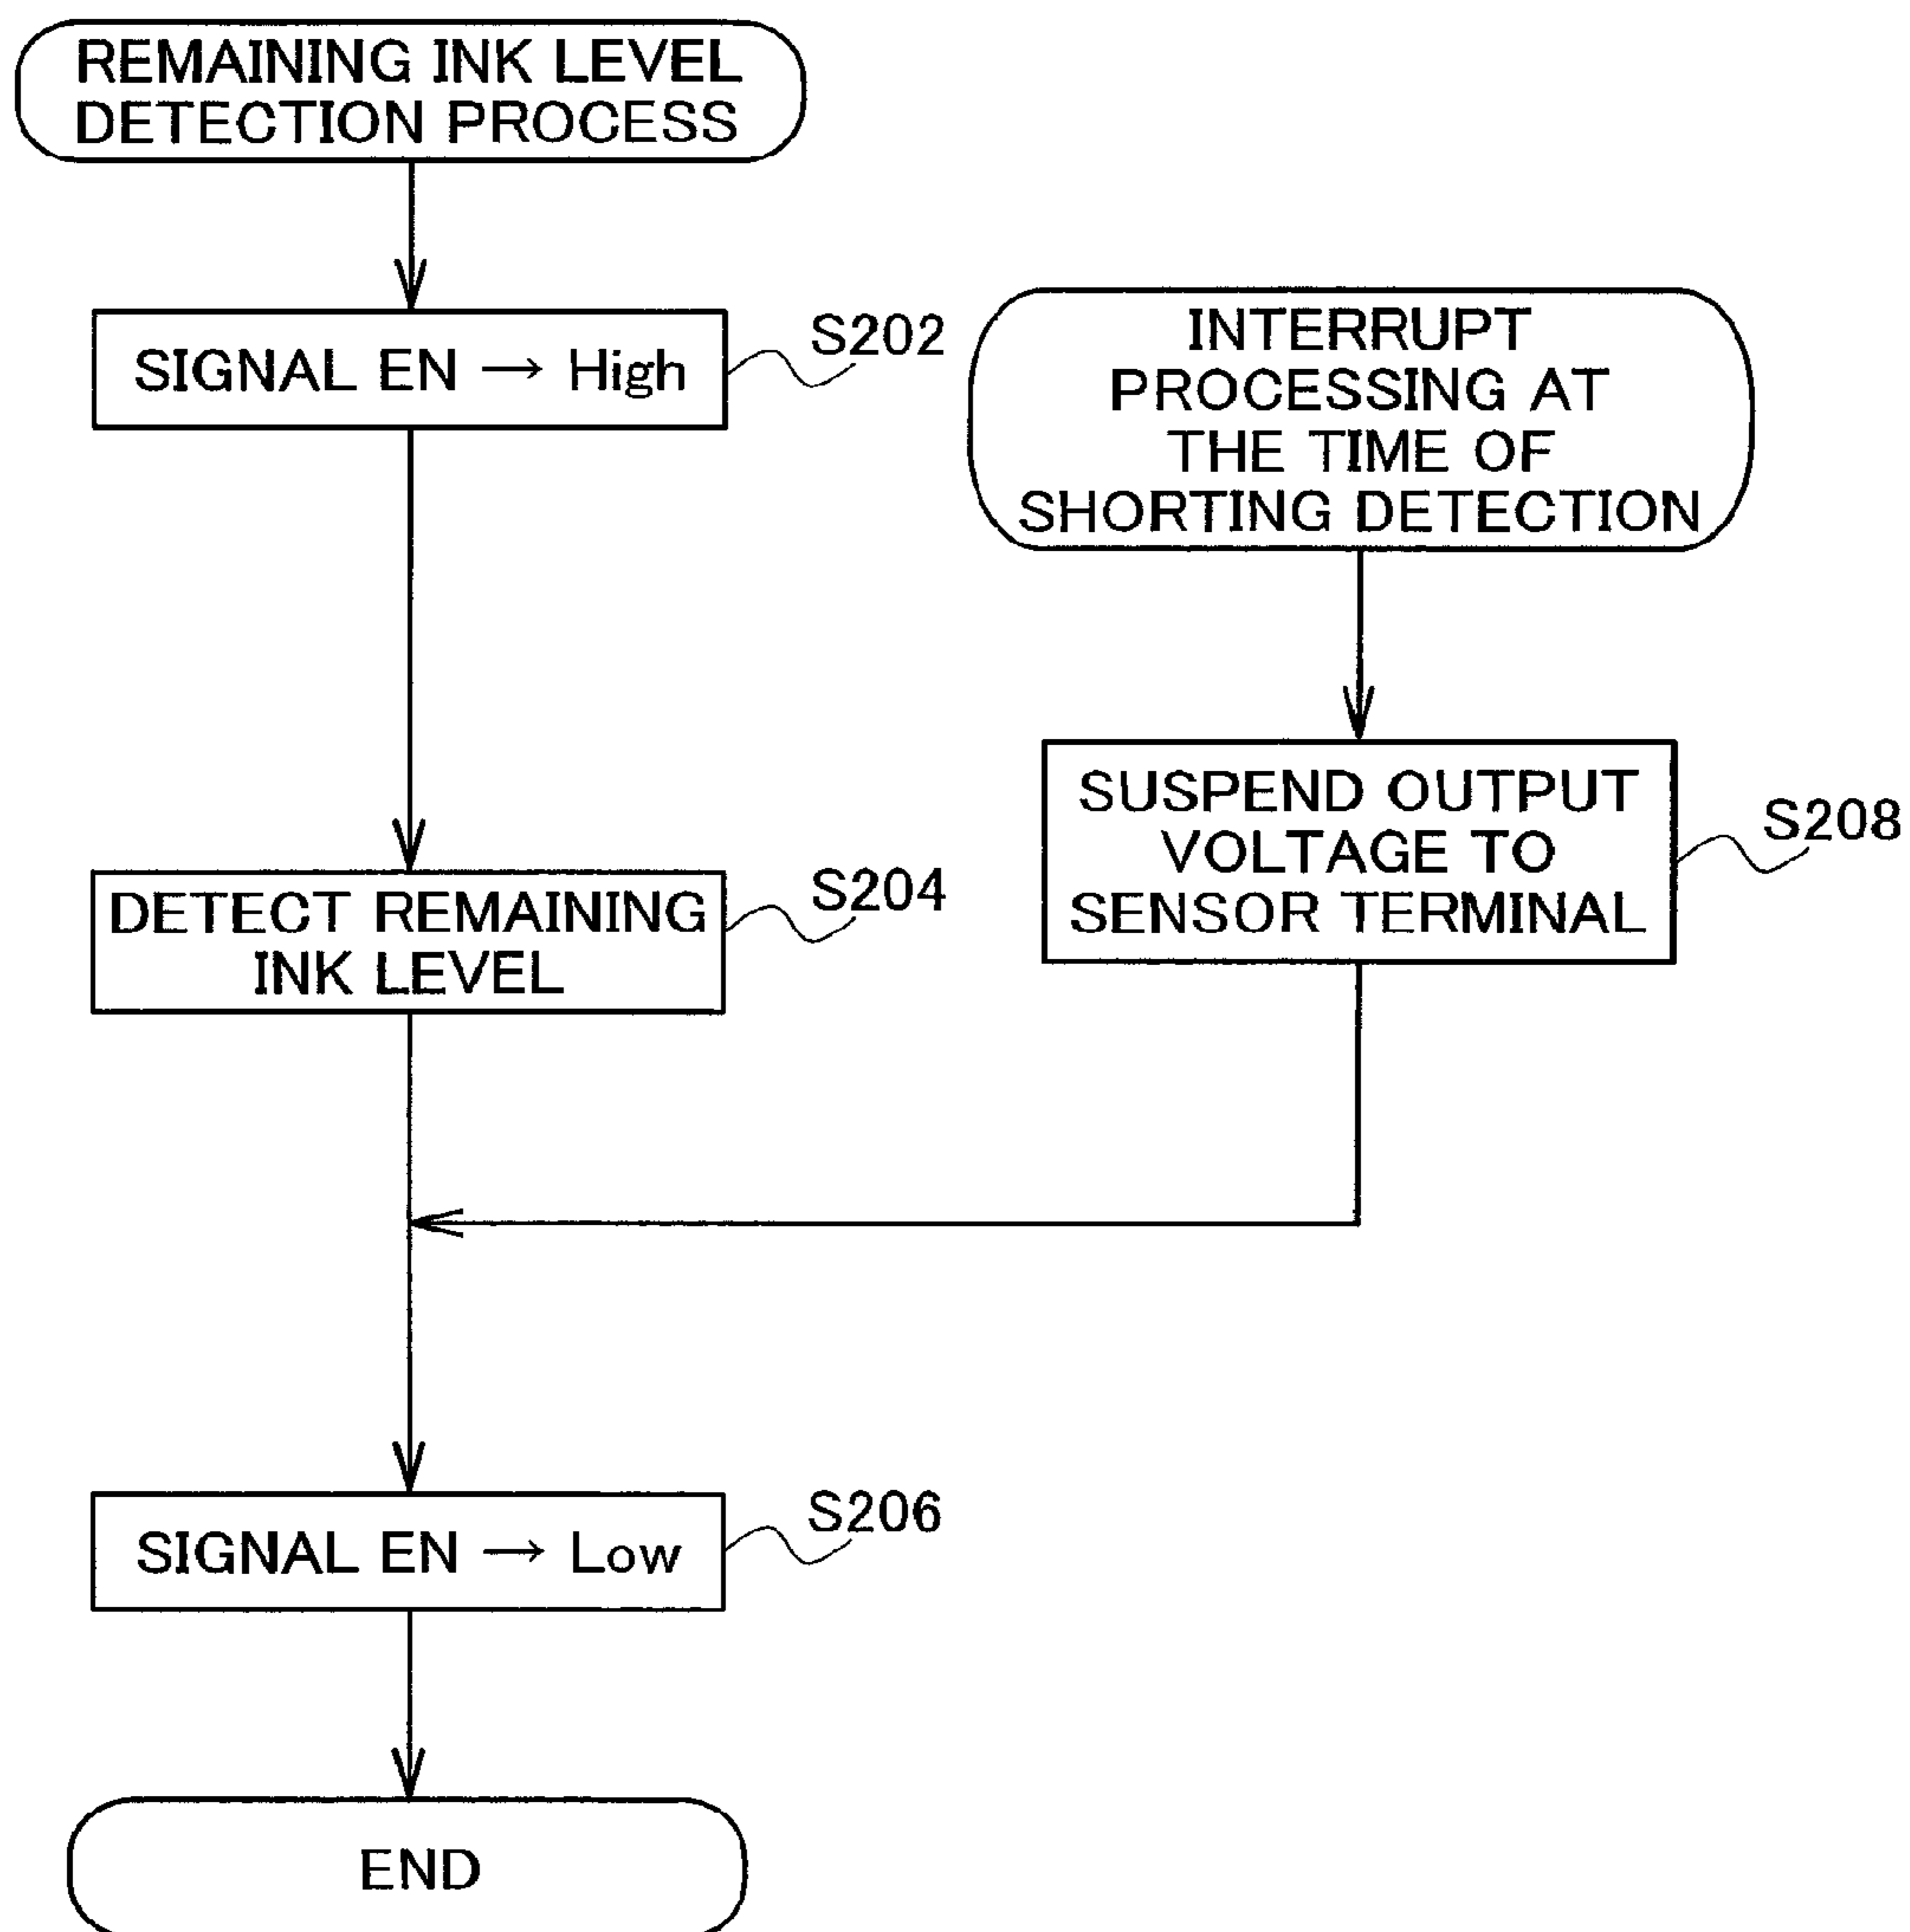 REMAINING INK LEVEL
DETECTION PROCESS
SIGNAL EN → High
S202
INTERRUPT
PROCESSING AT
THE TIME OF
SHORTING DETECTION
SUSPEND OUTPUT
VOLTAGE TO
SENSOR TERMINAL
S208
DETECT REMAINING
INK LEVEL
S204
SIGNAL EN → Low
S206
END